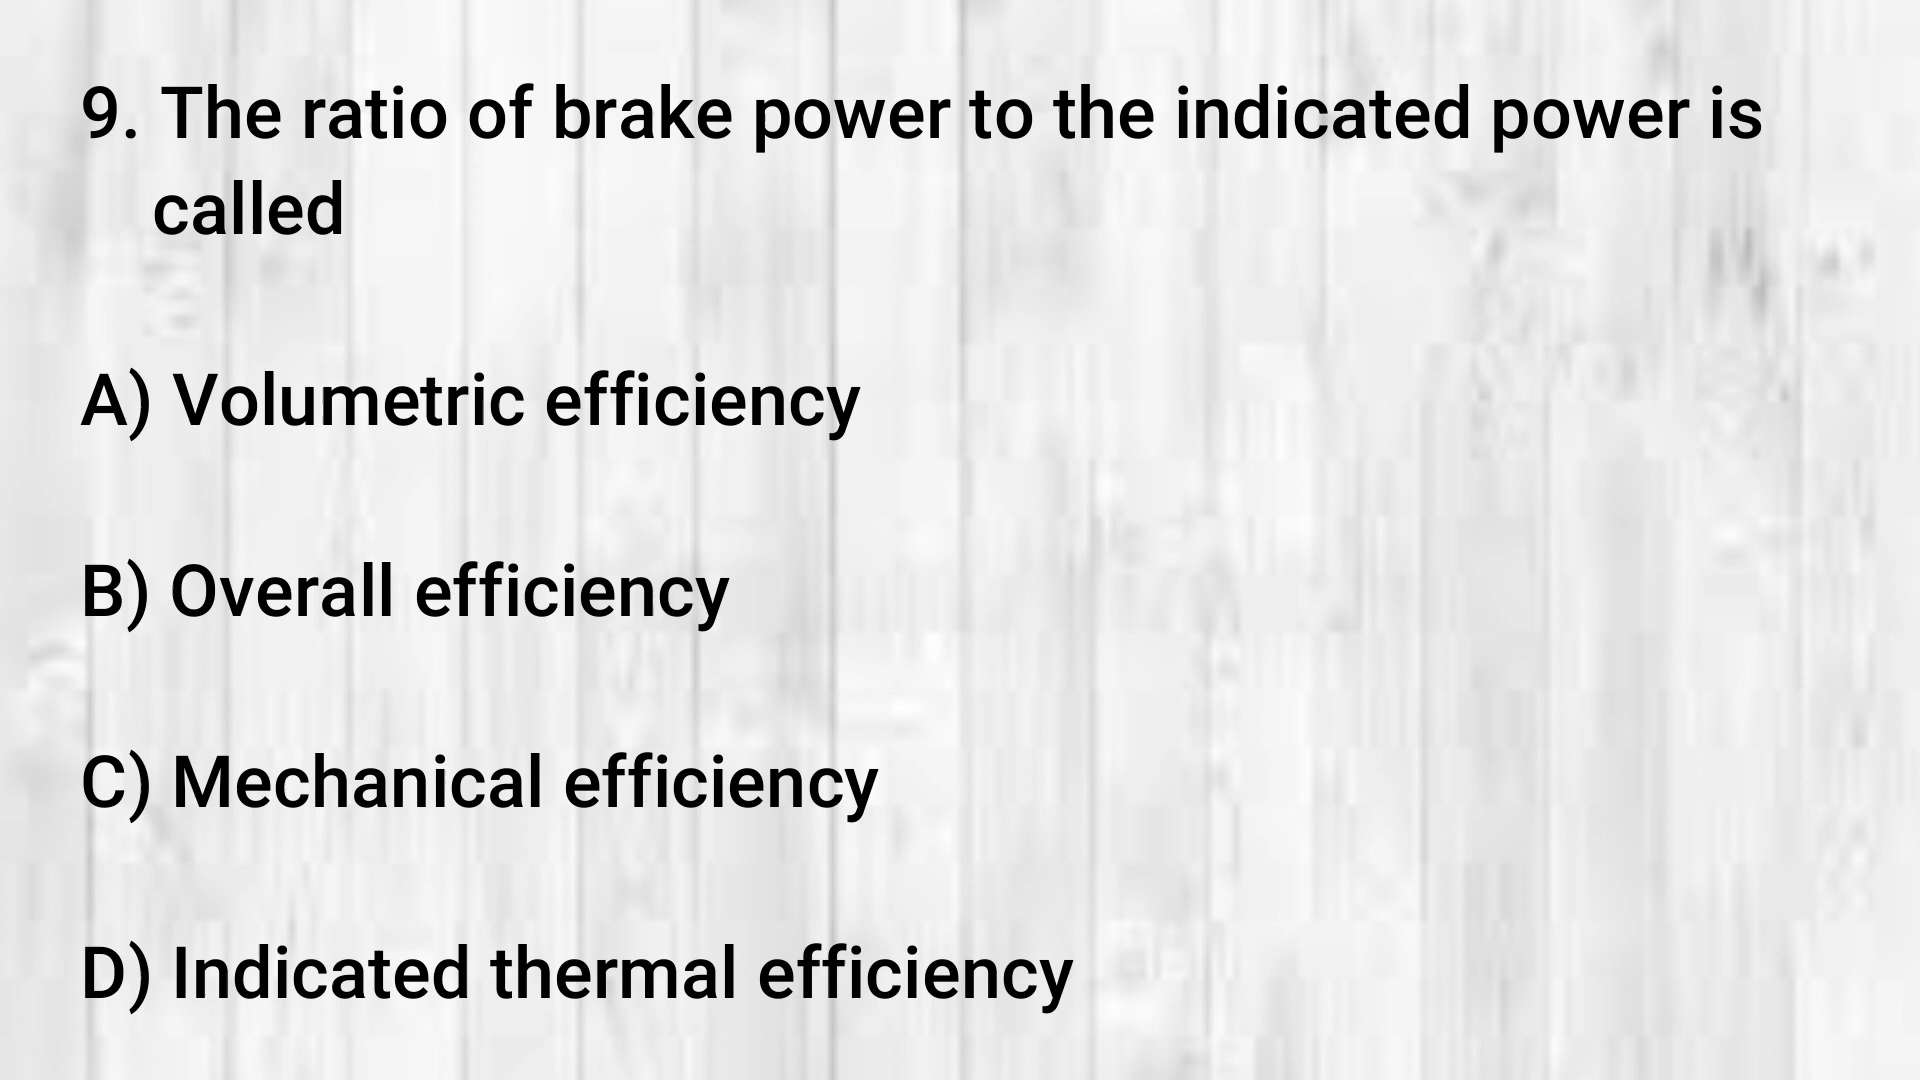 9. The ratio of brake power to the indicated power is
called
A) Volumetric efficiency
B) Overall efficiency
C) Mechanical efficiency
D) Indicated thermal efficiency